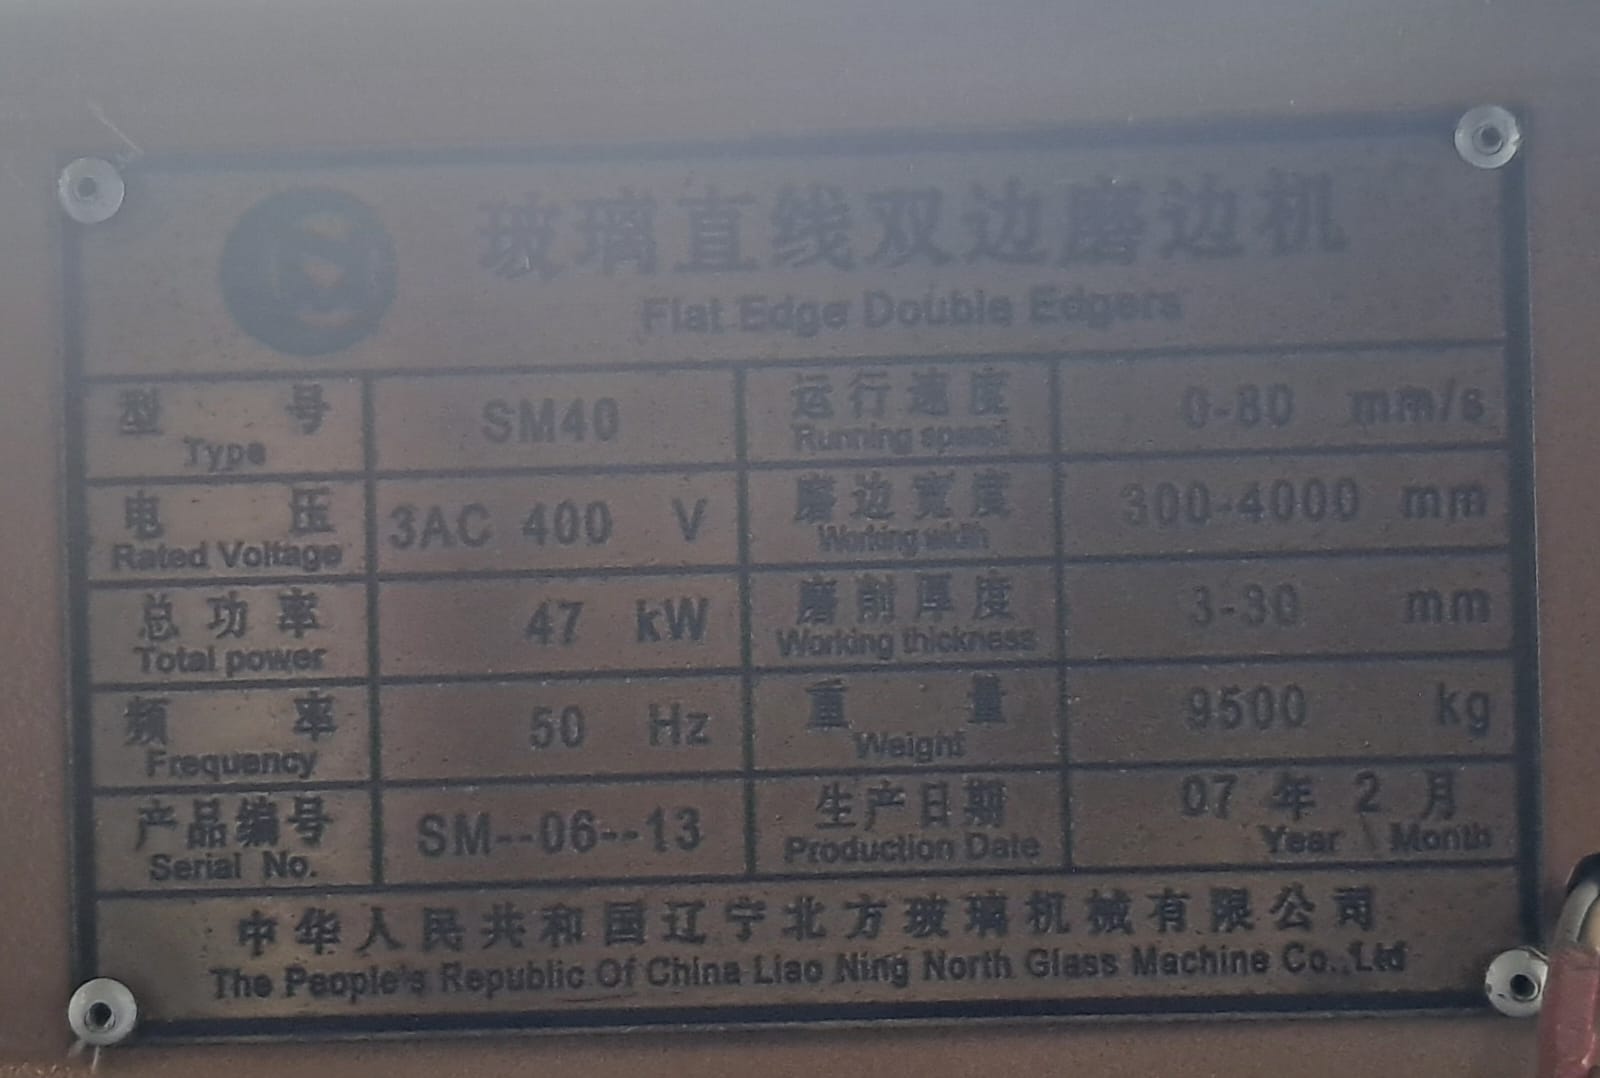 玻璃直线双边磨边机
Flat Edge Double Edgers
型 号 SM40 运行速度 0-80 mm/s
Type Running speed
电 压 3AC 400 V 磨边宽度 300-4000 mm
Rated Voltage Working width
总功率 47 kW 磨削厚度 3-30 mm
Total power Working thickness
频 率 50 Hz 重 量 9500 kg
Frequency Weight
产品编号 SM--06--13 生产日期 07 年 2 月
Serial No. Production Date Year \ Month
中华人民共和国辽宁北方玻璃机械有限公司
The People's Republic Of China Liao Ning North Glass Machine Co.,Ltd